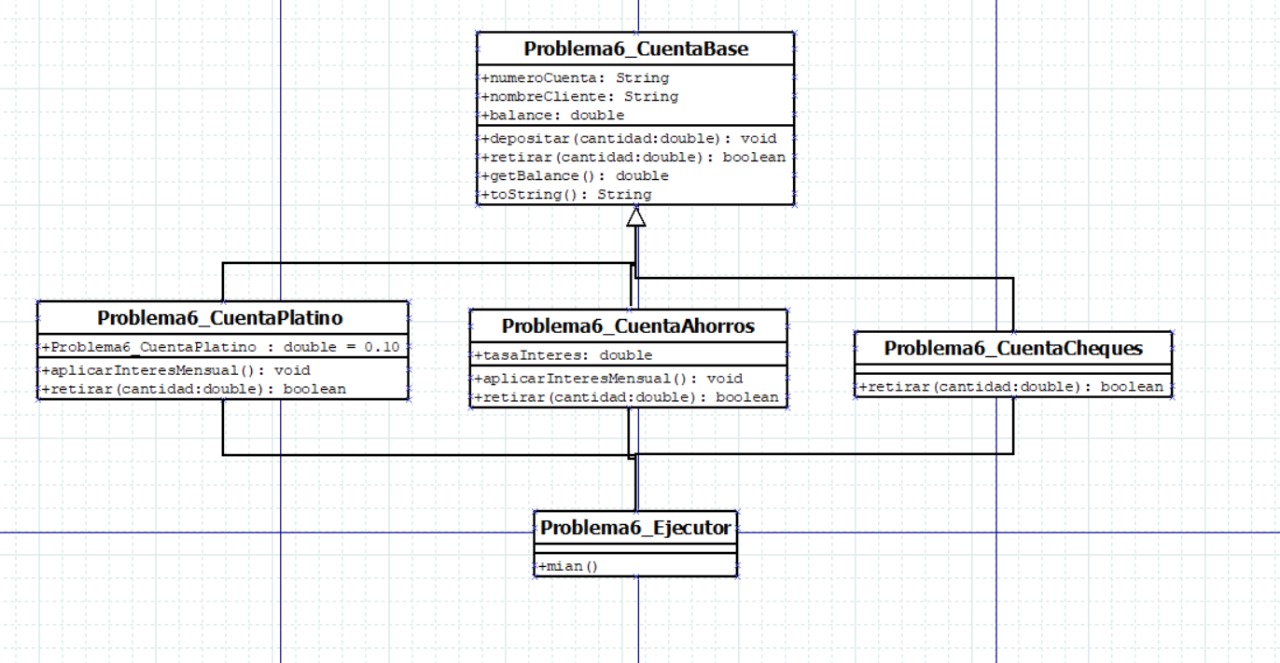 Problema6_CuentaBase
+numeroCuenta: String
+nombreCliente: String
+balance: double
+depositar(cantidad:double): void
+retirar(cantidad:double): boolean
+getBalance(): double
+toString(): String
Problema6_CuentaPlatino
+Problema6_CuentaPlatino : double = 0.10
+aplicarInteresMensual(): void
+retirar(cantidad:double): boolean
Problema6_CuentaAhorros
+tasaInteres: double
+aplicarInteresMensual(): void
+retirar(cantidad:double): boolean
Problema6_CuentaCheques
+retirar(cantidad:double): boolean
Problema6_Ejecutor
+mian()